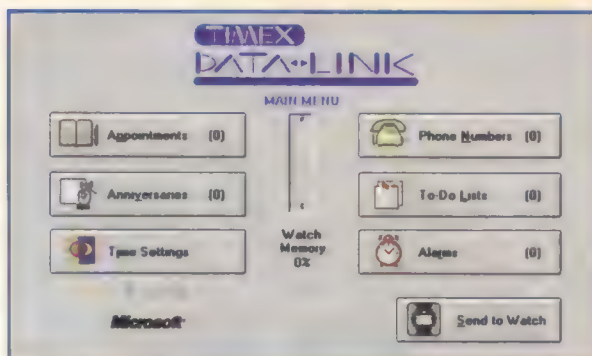 TIMEX
DATA LINK
MAIN MENU
Appointments (0)
Phone Numbers (0)
Anniversaries (0)
To-Do Lists (0)
Watch
Memory
0%
Time Settings
Alarms (0)
Microsoft
Send to Watch